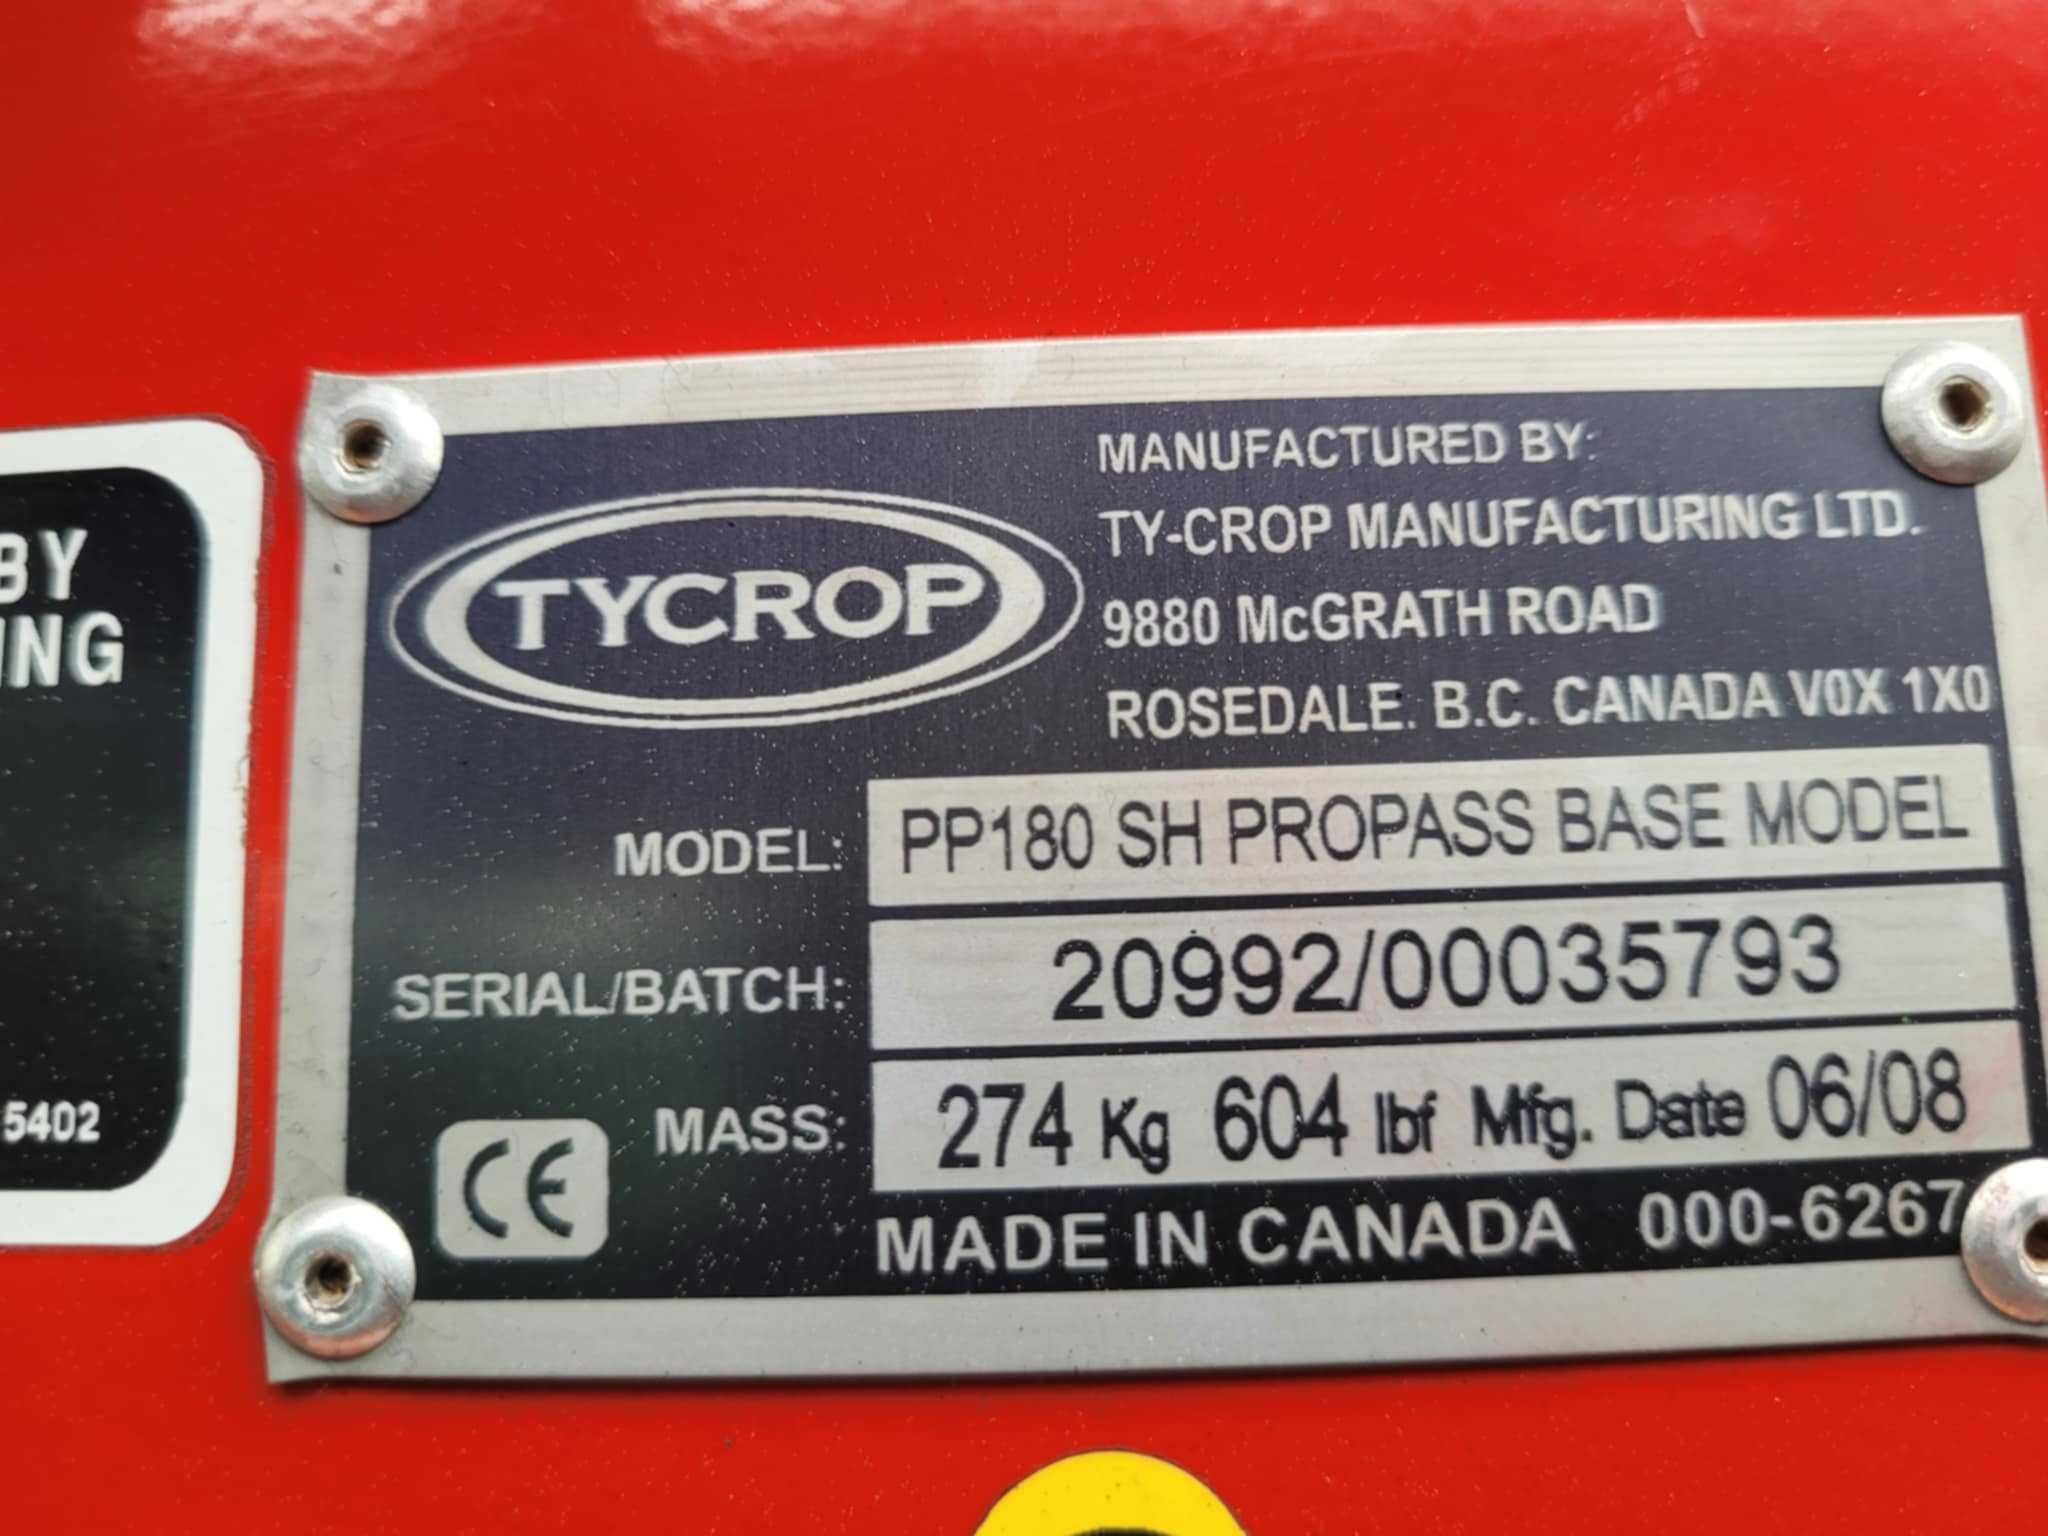 BY
ING
5402
TYCROP
MANUFACTURED BY:
TY-CROP MANUFACTURING LTD.
9880 McGRATH ROAD
ROSEDALE. B.C. CANADA V0X 1X0
MODEL: PP180 SH PROPASS BASE MODEL
SERIAL/BATCH: 20992/00035793
MASS: 274 Kg 604 lbf Mfg. Date 06/08
CE
MADE IN CANADA 000-6267